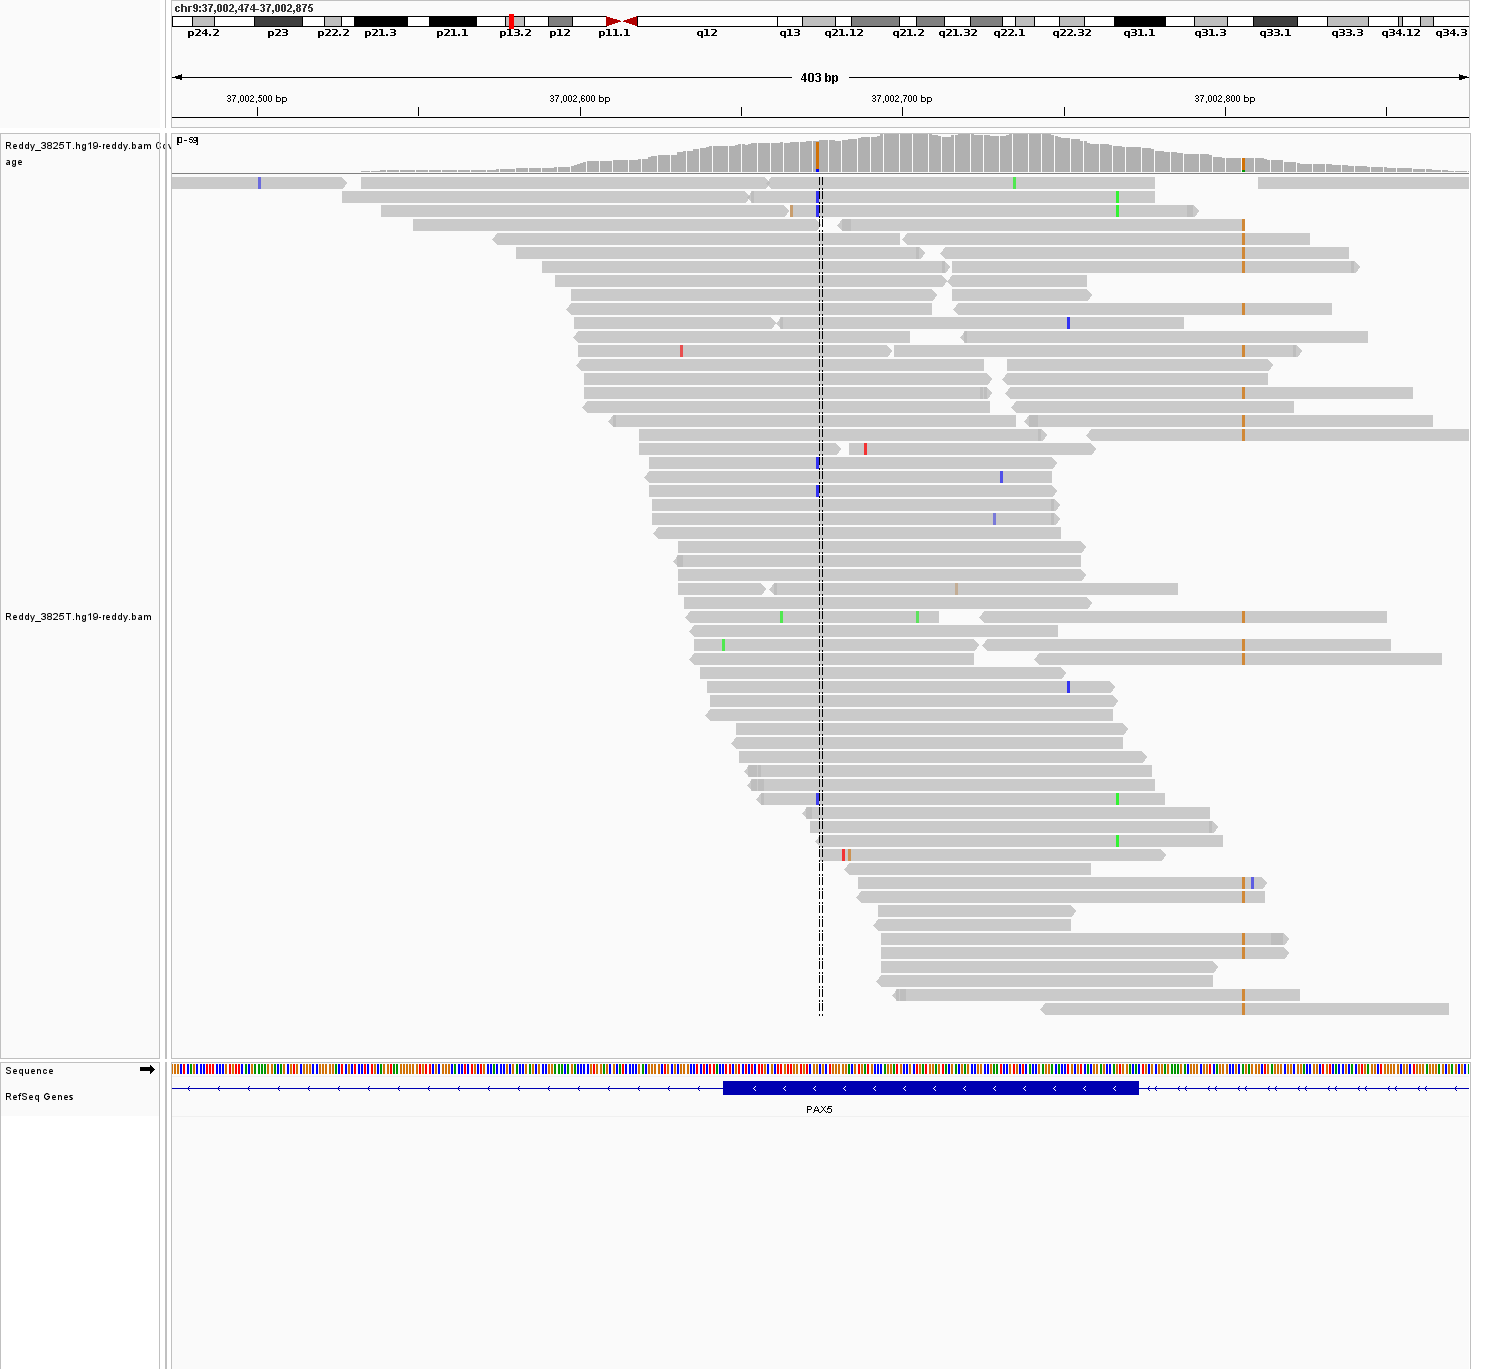 chr9:37,002,474-37,002,875
p24.2 p23 p22.2 p21.3 p21.1 p13.2 p12 p11.1 q12 q13 q21.12 q21.2 q21.32 q22.1 q22.32 q31.1 q31.3 q33.1 q33.3 q34.12 q34.3
403 bp
37,002,500 bp 37,002,600 bp 37,002,700 bp 37,002,800 bp
Reddy_3825T.hg19-reddy.bam Cov
age
Reddy_3825T.hg19-reddy.bam
Sequence
RefSeq Genes
PAX5